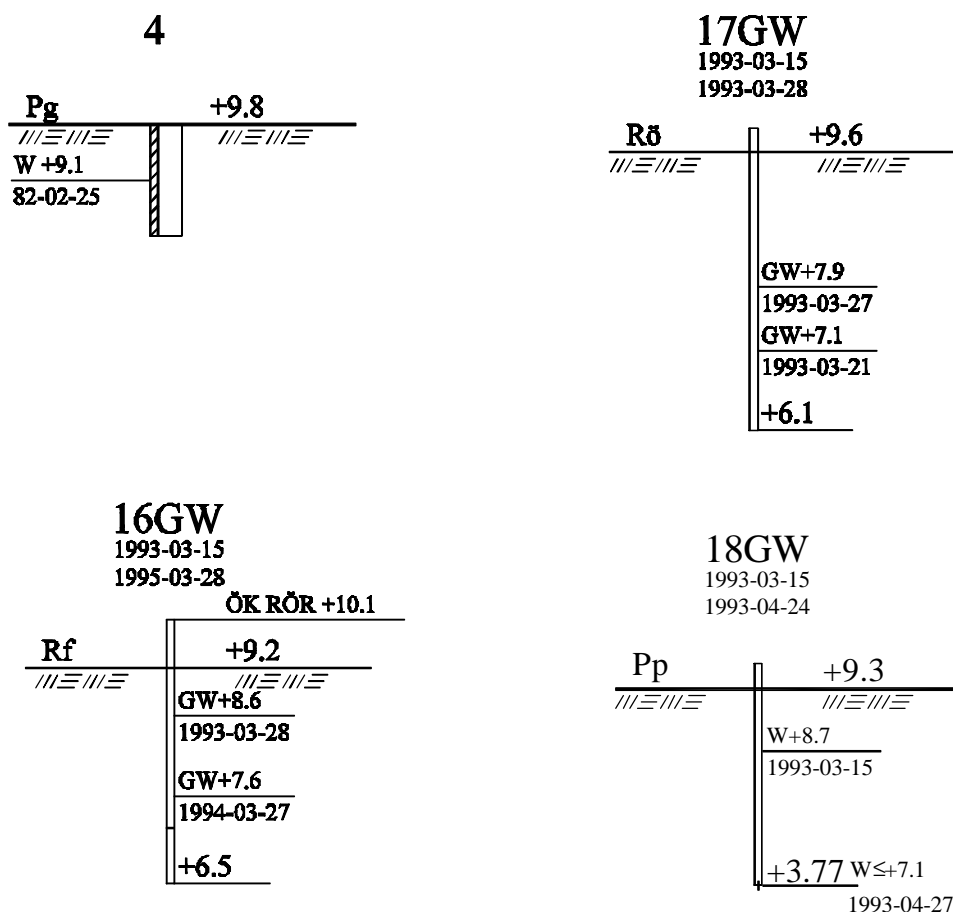 4
Pg +9.8
W +9.1
82-02-25
17GW
1993-03-15
1993-03-28
Rö +9.6
GW+7.9
1993-03-27
GW+7.1
1993-03-21
+6.1
16GW
1993-03-15
1995-03-28
ÖK RÖR +10.1
Rf +9.2
GW+8.6
1993-03-28
GW+7.6
1994-03-27
+6.5
18GW
1993-03-15
1993-04-24
Pp +9.3
W+8.7
1993-03-15
+3.77 W≤+7.1
1993-04-27